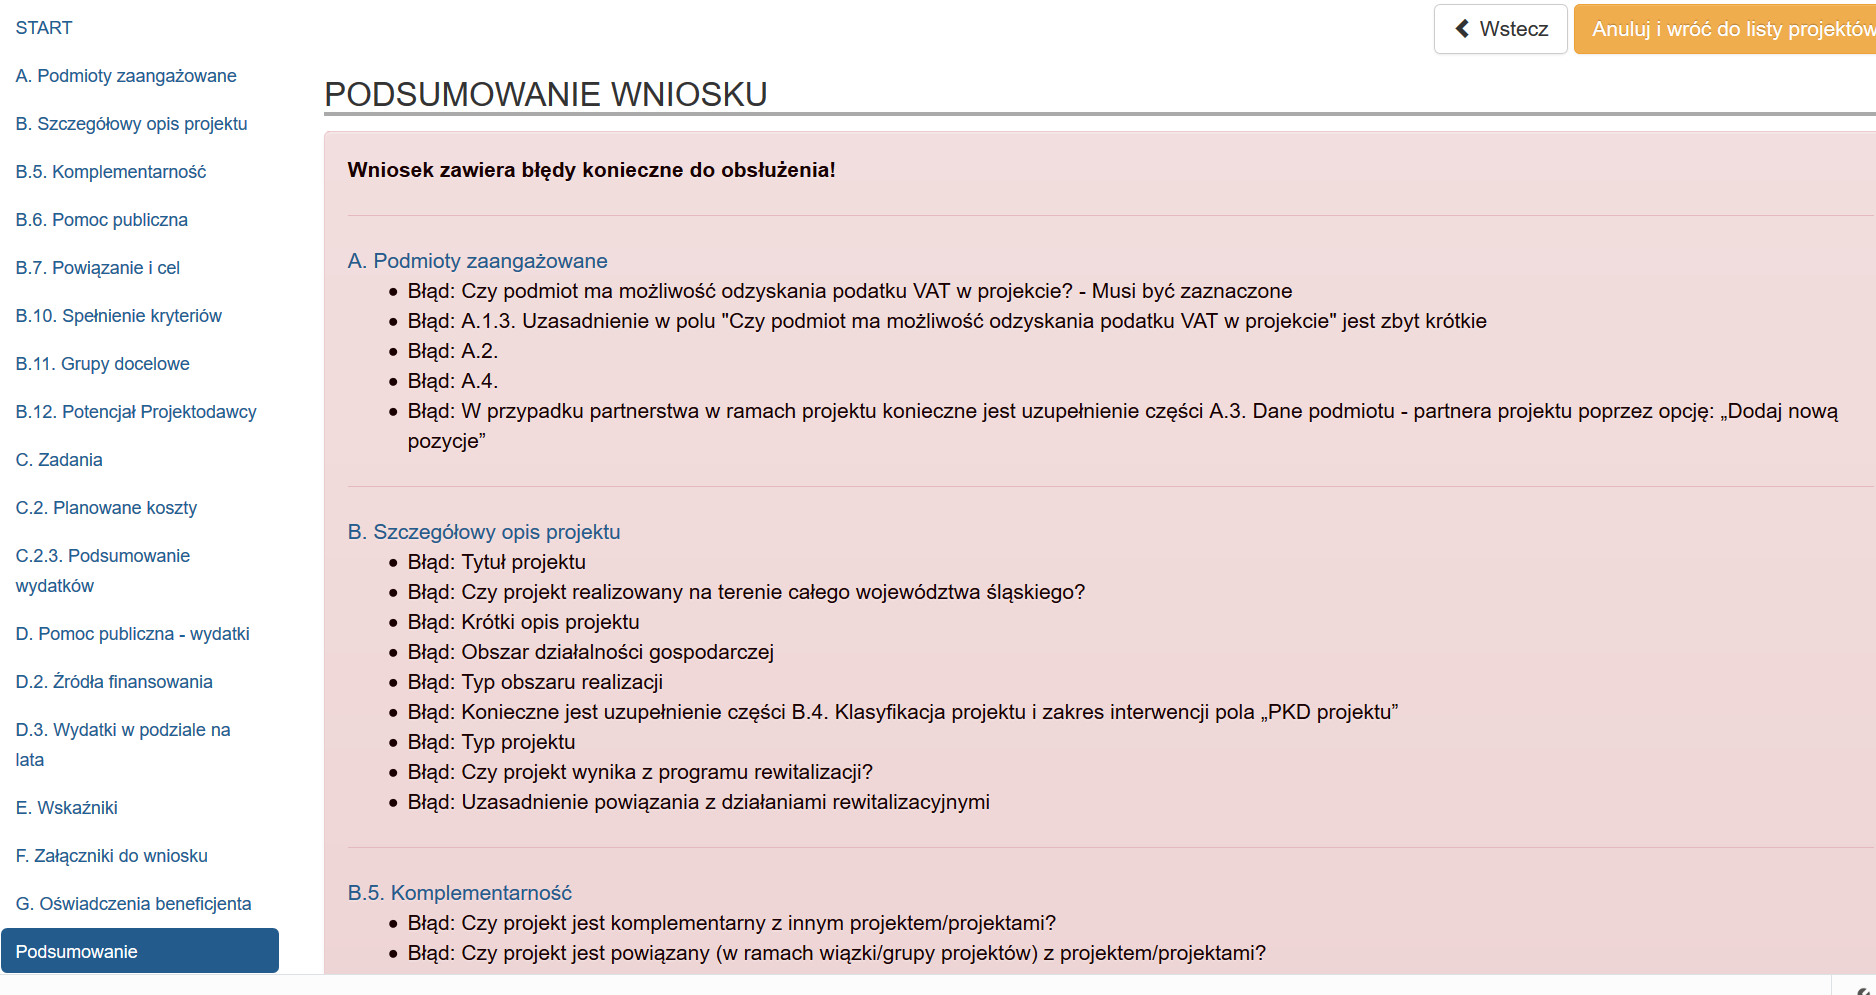 START
A. Podmioty zaangażowane
B. Szczegółowy opis projektu
B.5. Komplementarność
B.6. Pomoc publiczna
B.7. Powiązanie i cel
B.10. Spełnienie kryteriów
B.11. Grupy docelowe
B.12. Potencjał Projektodawcy
C. Zadania
C.2. Planowane koszty
C.2.3. Podsumowanie
wydatków
D. Pomoc publiczna - wydatki
D.2. Źródła finansowania
D.3. Wydatki w podziale na
lata
E. Wskaźniki
F. Załączniki do wniosku
G. Oświadczenia beneficjenta
Podsumowanie
Wstecz
Anuluj i wróć do listy projektów
PODSUMOWANIE WNIOSKU
Wniosek zawiera błędy konieczne do obsłużenia!
A. Podmioty zaangażowane
Błąd: Czy podmiot ma możliwość odzyskania podatku VAT w projekcie? - Musi być zaznaczone
Błąd: A.1.3. Uzasadnienie w polu "Czy podmiot ma możliwość odzyskania podatku VAT w projekcie" jest zbyt krótkie
Błąd: A.2.
Błąd: A.4.
Błąd: W przypadku partnerstwa w ramach projektu konieczne jest uzupełnienie części A.3. Dane podmiotu - partnera projektu poprzez opcję: „Dodaj nową
pozycje”
B. Szczegółowy opis projektu
Błąd: Tytuł projektu
Błąd: Czy projekt realizowany na terenie całego województwa śląskiego?
Błąd: Krótki opis projektu
Błąd: Obszar działalności gospodarczej
Błąd: Typ obszaru realizacji
Błąd: Konieczne jest uzupełnienie części B.4. Klasyfikacja projektu i zakres interwencji pola „PKD projektu”
Błąd: Typ projektu
Błąd: Czy projekt wynika z programu rewitalizacji?
Błąd: Uzasadnienie powiązania z działaniami rewitalizacyjnymi
B.5. Komplementarność
Błąd: Czy projekt jest komplementarny z innym projektem/projektami?
Błąd: Czy projekt jest powiązany (w ramach wiązki/grupy projektów) z projektem/projektami?